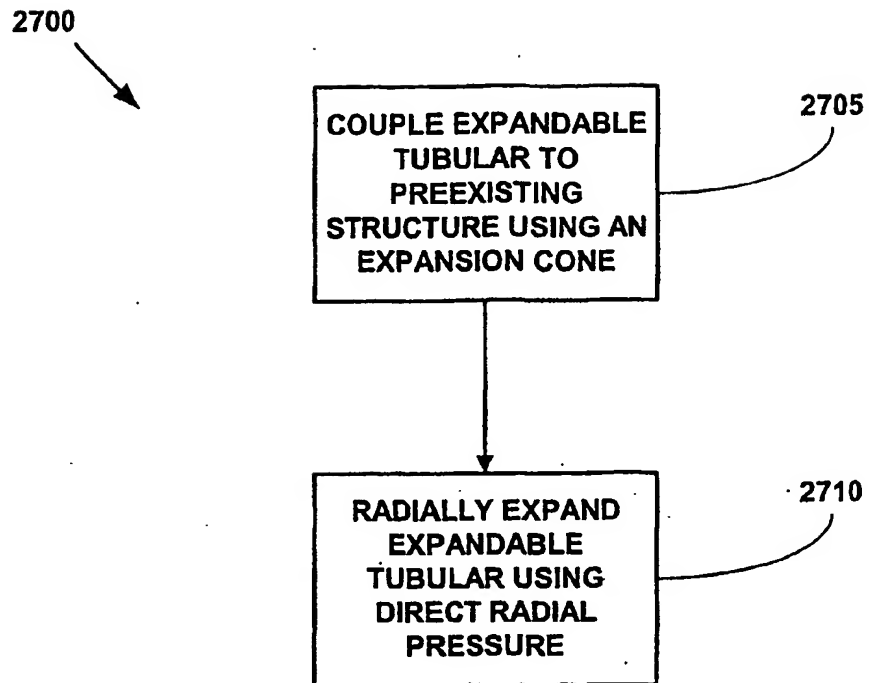 2700
COUPLE EXPANDABLE
TUBULAR TO
PREEXISTING
STRUCTURE USING AN
EXPANSION CONE
2705
RADIALLY EXPAND
EXPANDABLE
TUBULAR USING
DIRECT RADIAL
PRESSURE
2710